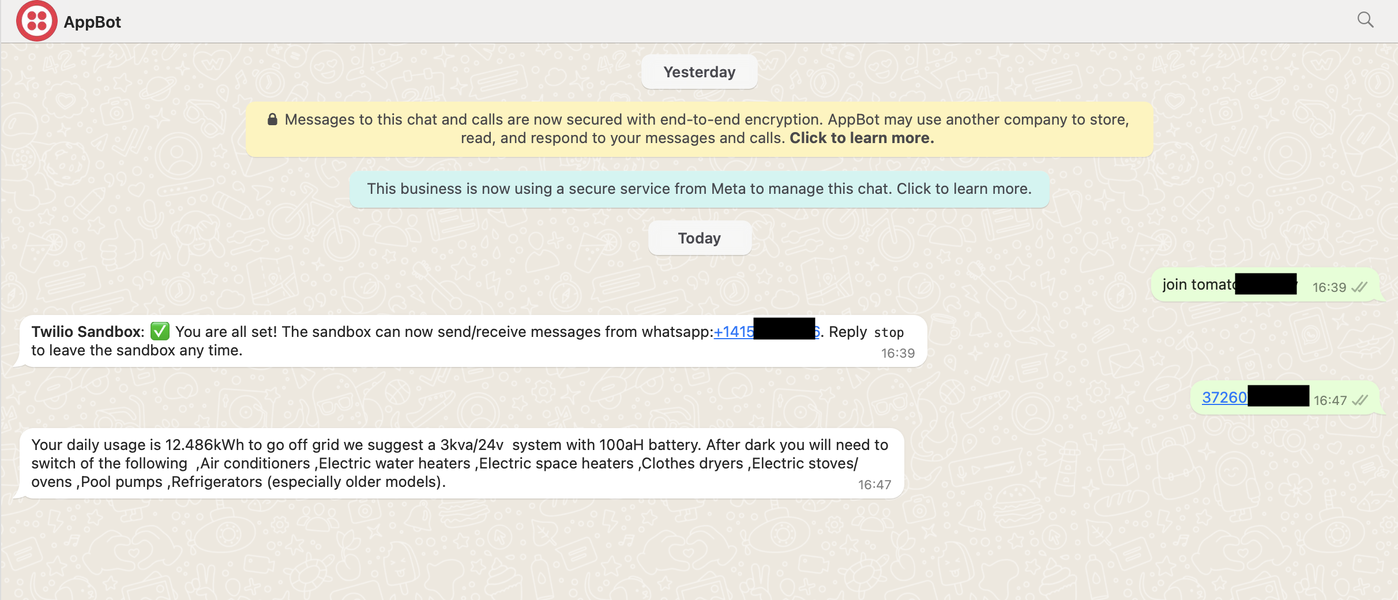 AppBot
Yesterday
Messages to this chat and calls are now secured with end-to-end encryption. AppBot may use another company to store,
read, and respond to your messages and calls. Click to learn more.
This business is now using a secure service from Meta to manage this chat. Click to learn more.
Today
join tomato 16:39
Twilio Sandbox: ✅ You are all set! The sandbox can now send/receive messages from whatsapp:+1415 6. Reply stop
to leave the sandbox any time.
16:39
37260 16:47
Your daily usage is 12.486kWh to go off grid we suggest a 3kva/24v system with 100aH battery. After dark you will need to
switch of the following ,Air conditioners ,Electric water heaters ,Electric space heaters ,Clothes dryers ,Electric stoves/
ovens ,Pool pumps ,Refrigerators (especially older models).
16:47